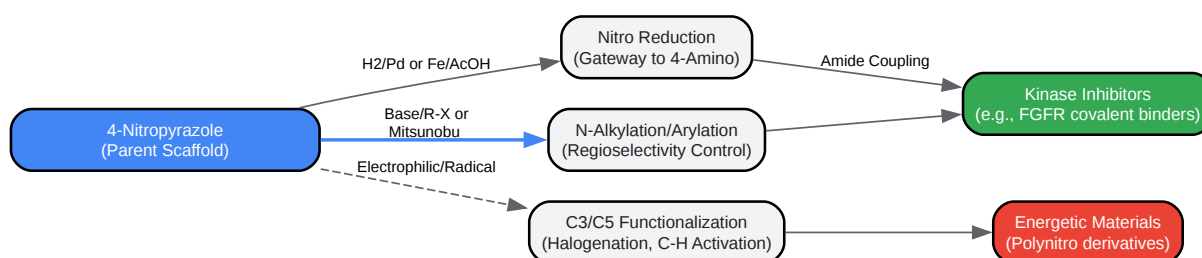 Nitro Reduction
(Gateway to 4-Amino)
H2/Pd or Fe/AcOH
Amide Coupling
Kinase Inhibitors
(e.g., FGFR covalent binders)
4-Nitropyrazole
(Parent Scaffold)
Base/R-X or
Mitsunobu
N-Alkylation/Arylation
(Regioselectivity Control)
Electrophilic/Radical
C3/C5 Functionalization
(Halogenation, C-H Activation)
Energetic Materials
(Polynitro derivatives)